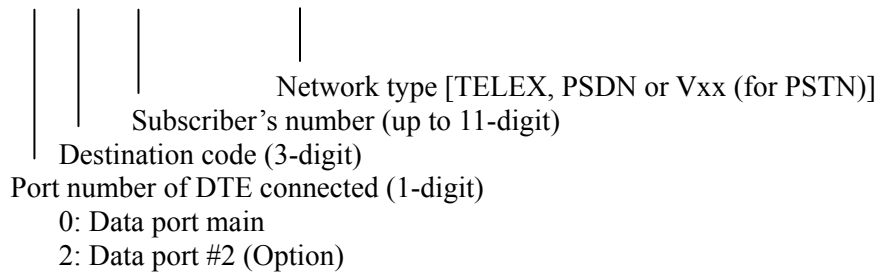 Network type [TELEX, PSDN or Vxx (for PSTN)]
Subscriber’s number (up to 11-digit)
Destination code (3-digit)
Port number of DTE connected (1-digit)
0: Data port main
2: Data port #2 (Option)